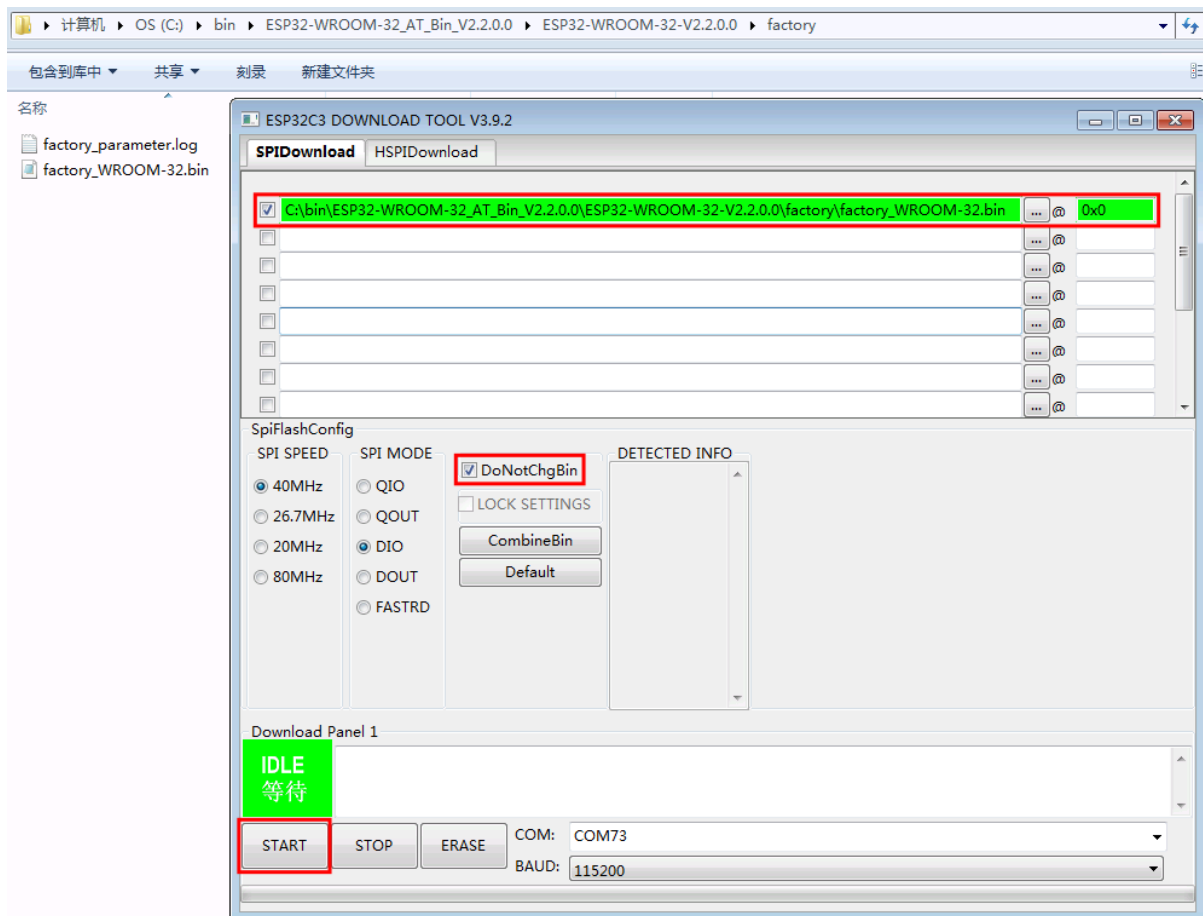 计算机 OS (C:) bin ESP32-WROOM-32_AT_Bin_V2.2.0.0 ESP32-WROOM-32-V2.2.0.0 factory
包含到库中 共享 刻录 新建文件夹
名称
factory_parameter.log
factory_WROOM-32.bin
ESP32C3 DOWNLOAD TOOL V3.9.2
SPIDownload HSPIDownload
C:\bin\ESP32-WROOM-32_AT_Bin_V2.2.0.0\ESP32-WROOM-32-V2.2.0.0\factory\factory_WROOM-32.bin ... @ 0x0
... @
... @
... @
... @
... @
... @
... @
SpiFlashConfig
SPI SPEED
40MHz
26.7MHz
20MHz
80MHz
SPI MODE
QIO
QOUT
DIO
DOUT
FASTRD
DoNotChgBin
LOCK SETTINGS
CombineBin
Default
DETECTED INFO
Download Panel 1
IDLE
等待
START STOP ERASE
COM: COM73
BAUD: 115200